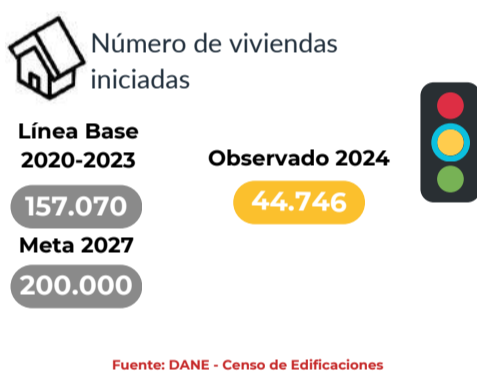 Número de viviendas
iniciadas
Línea Base
2020-2023
157.070
Meta 2027
200.000
Observado 2024
44.746
Fuente: DANE - Censo de Edificaciones